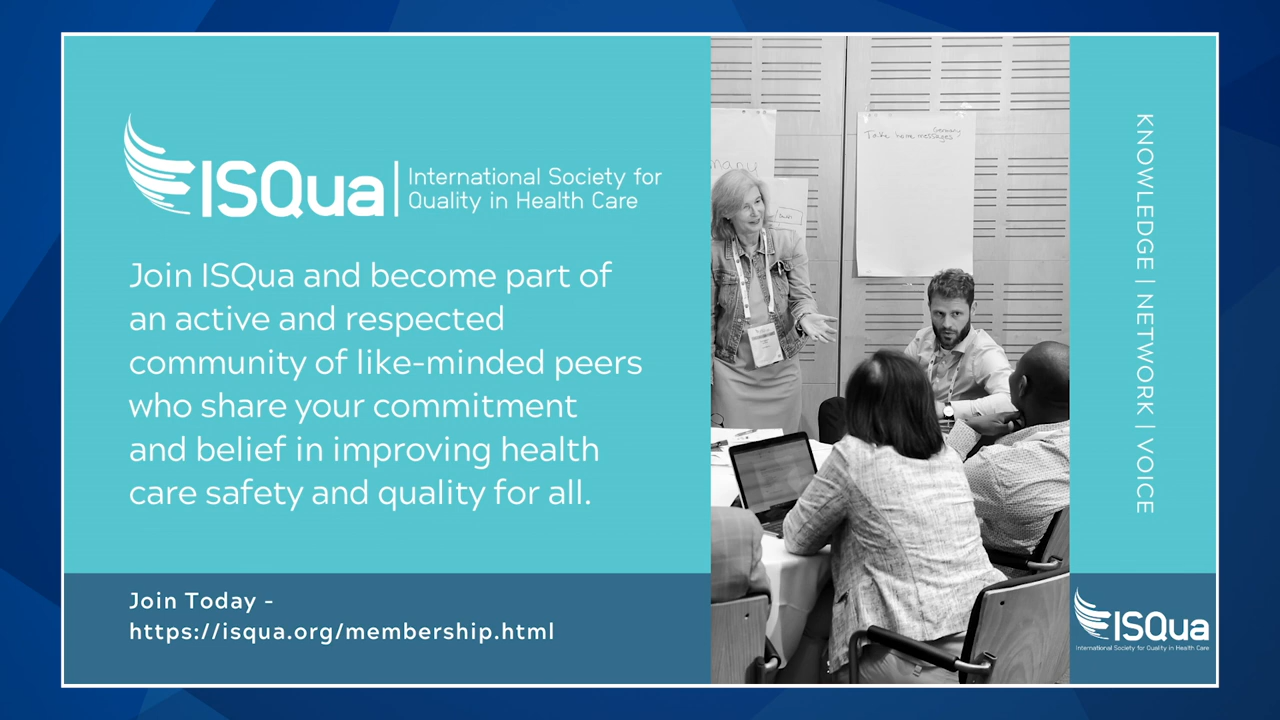 ISQua
International Society for
Quality in Health Care
Join ISQua and become part of
an active and respected
community of like-minded peers
who share your commitment
and belief in improving health
care safety and quality for all.
Join Today -
https://isqua.org/membership.html
many
Germany
Take home messages
KNOWLEDGE | NETWORK | VOICE
ISQua
International Society for Quality in Health Care